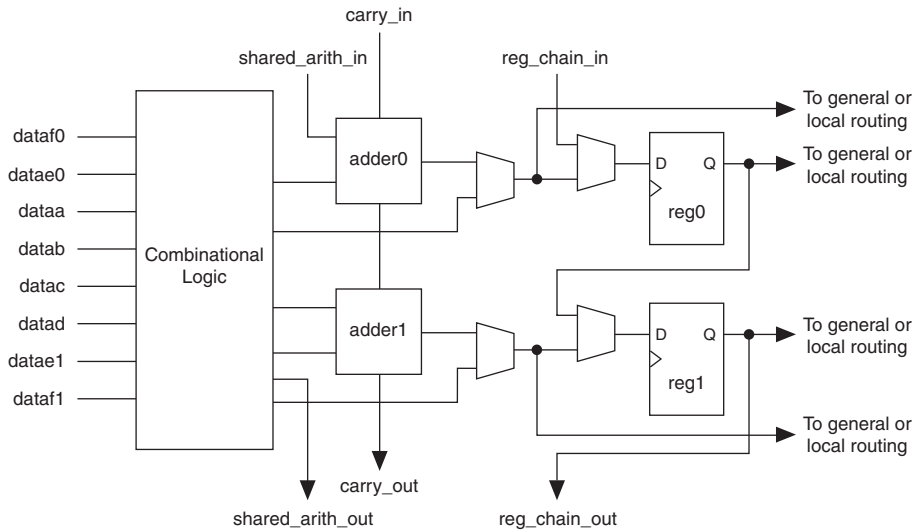 carry_in
shared_arith_in
reg_chain_in
To general or
local routing
dataf0
adder0
D
Q
To general or
local routing
datae0
dataa
reg0
datab
Combinational
Logic
datac
datad
adder1
D
Q
To general or
local routing
datae1
reg1
dataf1
To general or
local routing
carry_out
shared_arith_out
reg_chain_out